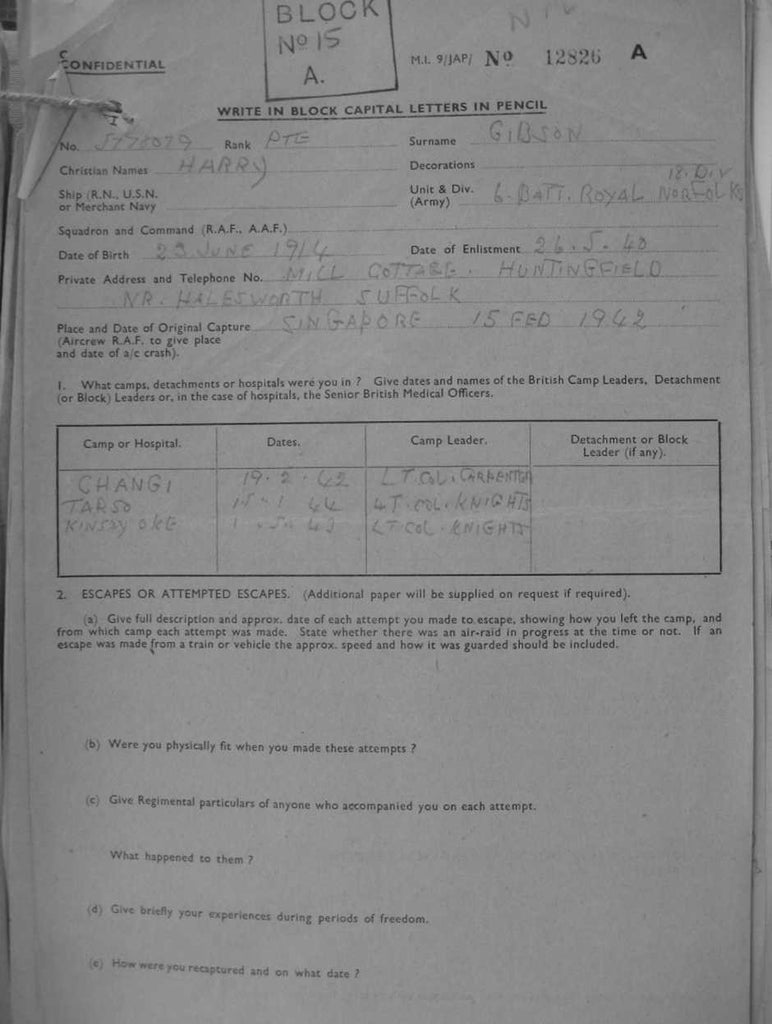 BLOCK
No 15
A.
CONFIDENTIAL
M.I. 9/JAP/ No 12826 A
WRITE IN BLOCK CAPITAL LETTERS IN PENCIL
No. Rank PTE Surname GIBSON
Christian Names HARRY Decorations
18. DIV
Ship (R.N., U.S.N. or Merchant Navy Unit & Div. (Army) 6. BATT. ROYAL NORFOLKS
Squadron and Command (R.A.F., A.A.F.)
Date of Birth 23 JUNE 1914 Date of Enlistment 26.5.40
Private Address and Telephone No. MILL COTTAGE. HUNTINGFIELD
NR. HALESWORTH SUFFOLK
Place and Date of Original Capture SINGAPORE 15 FEB 1942
(Aircrew R.A.F. to give place
and date of a/c crash).
1. What camps, detachments or hospitals were you in ? Give dates and names of the British Camp Leaders, Detachment
(or Block) Leaders or, in the case of hospitals, the Senior British Medical Officers.
Camp or Hospital. Dates. Camp Leader. Detachment or Block Leader (if any).
CHANGI 19.2.42 LT.COL. CARPENTER
TARSO LT.COL. KNIGHTS
LT.COL. KNIGHTS
2. ESCAPES OR ATTEMPTED ESCAPES. (Additional paper will be supplied on request if required).
(a) Give full description and approx. date of each attempt you made to escape, showing how you left the camp, and
from which camp each attempt was made. State whether there was an air-raid in progress at the time or not. If an
escape was made from a train or vehicle the approx. speed and how it was guarded should be included.
(b) Were you physically fit when you made these attempts ?
(c) Give Regimental particulars of anyone who accompanied you on each attempt.
What happened to them ?
(d) Give briefly your experiences during periods of freedom.
(e) How were you recaptured and on what date ?